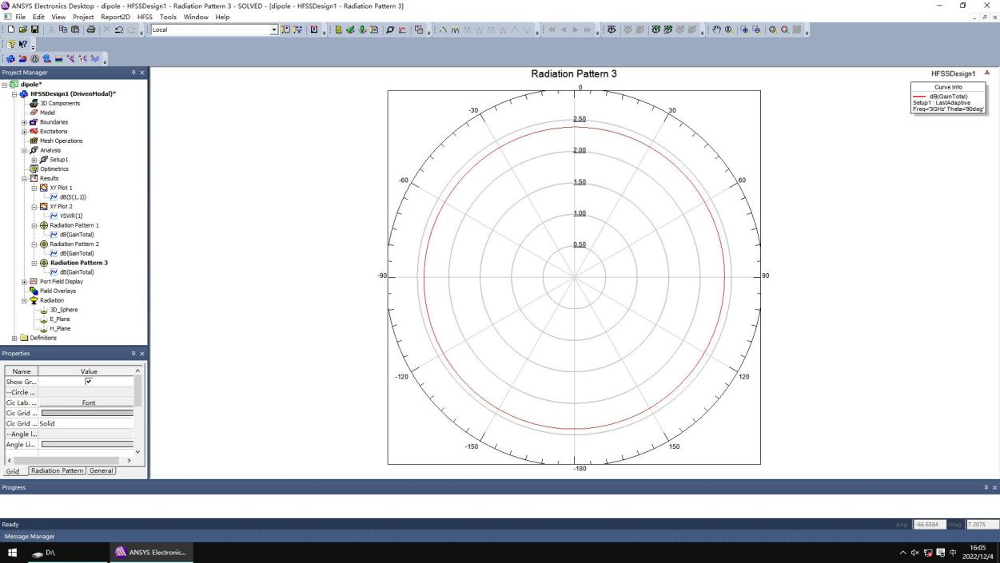 ANSYS Electronics Desktop - dipole - HFSSDesign1 - Radiation Pattern 3 - SOLVED - [dipole - HFSSDesign1 - Radiation Pattern 3]
File Edit View Project Report2D HFSS Tools Window Help
Local
Project Manager
dipole*
HFSSDesign1 (DrivenModal)*
3D Components
Model
Boundaries
Excitations
Mesh Operations
Analysis
Setup1
Optimetrics
Results
XY Plot 1
dB(S(1,1))
XY Plot 2
VSWR(1)
Radiation Pattern 1
dB(GainTotal)
Radiation Pattern 2
dB(GainTotal)
Radiation Pattern 3
dB(GainTotal)
Port Field Display
Field Overlays
Radiation
3D_Sphere
E_Plane
H_Plane
Definitions
Properties
Name Value
Show Gr...
--Circle ...
Cic Lab. ... Font
Cic Grid ...
Cic Grid ... Solid
--Angle l...
Angle Li...
Grid Radiation Pattern General
Radiation Pattern 3
HFSSDesign1
Curve Info
dB(GainTotal)
Setup1 : LastAdaptive
Freq='3GHz' Theta='90deg'
0
-30 30
2.50
2.00
-60 60
1.50
1.00
0.50
-90 90
-120 120
-150 150
-180
Progress
Ready Ang -66.6584 Mag 7.2075
Message Manager
D:\ ANSYS Electronic...
中 16:05
2022/12/4